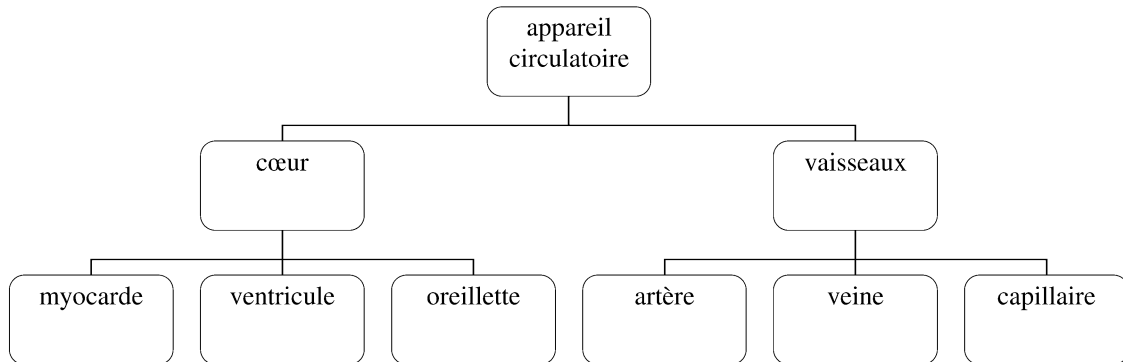 appareil
circulatoire
cœur
vaisseaux
myocarde
ventricule
oreillette
artère
veine
capillaire